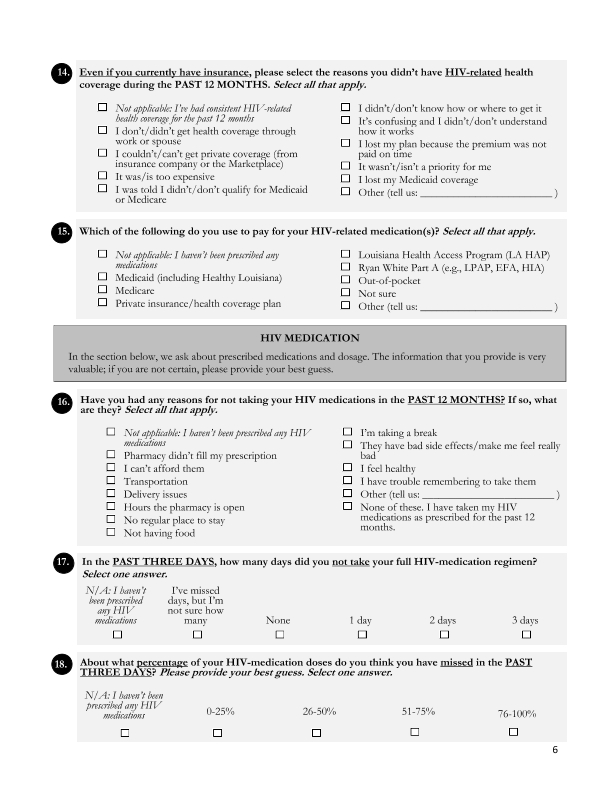 14. Even if you currently have insurance, please select the reasons you didn't have HIV-related health
coverage during the PAST 12 MONTHS. Select all that apply.
Not applicable: I've had consistent HIV-related
health coverage for the past 12 months
I don't/didn't get health coverage through
work or spouse
I couldn't/can't get private coverage (from
insurance company or the Marketplace)
It was/is too expensive
I was told I didn't/don't qualify for Medicaid
or Medicare
I didn't/don't know how or where to get it
It's confusing and I didn't/don't understand
how it works
I lost my plan because the premium was not
paid on time
It wasn't/isn't a priority for me
I lost my Medicaid coverage
Other (tell us: ________________________ )
15. Which of the following do you use to pay for your HIV-related medication(s)? Select all that apply.
Not applicable: I haven't been prescribed any
medications
Medicaid (including Healthy Louisiana)
Medicare
Private insurance/health coverage plan
Louisiana Health Access Program (LA HAP)
Ryan White Part A (e.g., LPAP, EFA, HIA)
Out-of-pocket
Not sure
Other (tell us: ________________________ )
HIV MEDICATION
In the section below, we ask about prescribed medications and dosage. The information that you provide is very
valuable; if you are not certain, please provide your best guess.
16. Have you had any reasons for not taking your HIV medications in the PAST 12 MONTHS? If so, what
are they? Select all that apply.
Not applicable: I haven't been prescribed any HIV
medications
Pharmacy didn't fill my prescription
I can't afford them
Transportation
Delivery issues
Hours the pharmacy is open
No regular place to stay
Not having food
I'm taking a break
They have bad side effects/make me feel really
bad
I feel healthy
I have trouble remembering to take them
Other (tell us: ________________________ )
None of these. I have taken my HIV
medications as prescribed for the past 12
months.
17. In the PAST THREE DAYS, how many days did you not take your full HIV-medication regimen?
Select one answer.
N/A: I haven't
been prescribed
any HIV
medications
I've missed
days, but I'm
not sure how
many
None
1 day
2 days
3 days
18. About what percentage of your HIV-medication doses do you think you have missed in the PAST
THREE DAYS? Please provide your best guess. Select one answer.
N/A: I haven't been
prescribed any HIV
medications
0-25%
26-50%
51-75%
76-100%
6